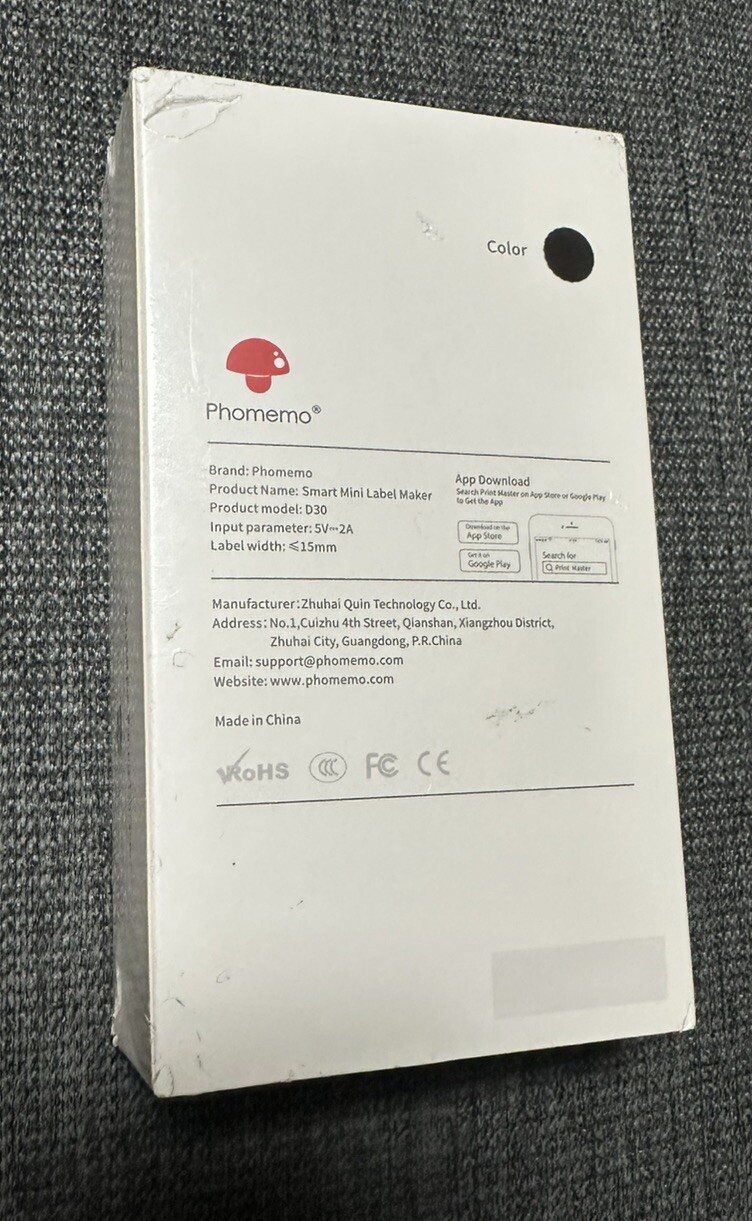 Color
Phomemo®
Brand: Phomemo
Product Name: Smart Mini Label Maker
Product model: D30
Input parameter: 5V⎓2A
Label width: ≤15mm
App Download
Search Print Master on App Store or Google Play
to Get the App
Download on the
App Store
Get it on
Google Play
Search for
Print Master
Manufacturer: Zhuhai Quin Technology Co., Ltd.
Address: No.1,Cuizhu 4th Street, Qianshan, Xiangzhou District,
Zhuhai City, Guangdong, P.R.China
Email: support@phomemo.com
Website: www.phomemo.com
Made in China
RoHS CCC FC CE